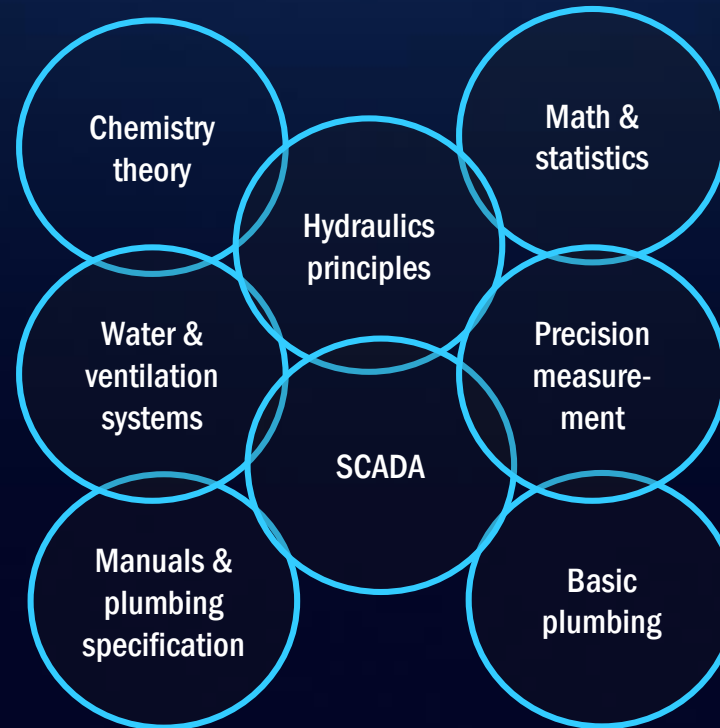 Chemistry
theory
Math &
statistics
Hydraulics
principles
Water &
ventilation
systems
Precision
measure-
ment
SCADA
Manuals &
plumbing
specification
Basic
plumbing